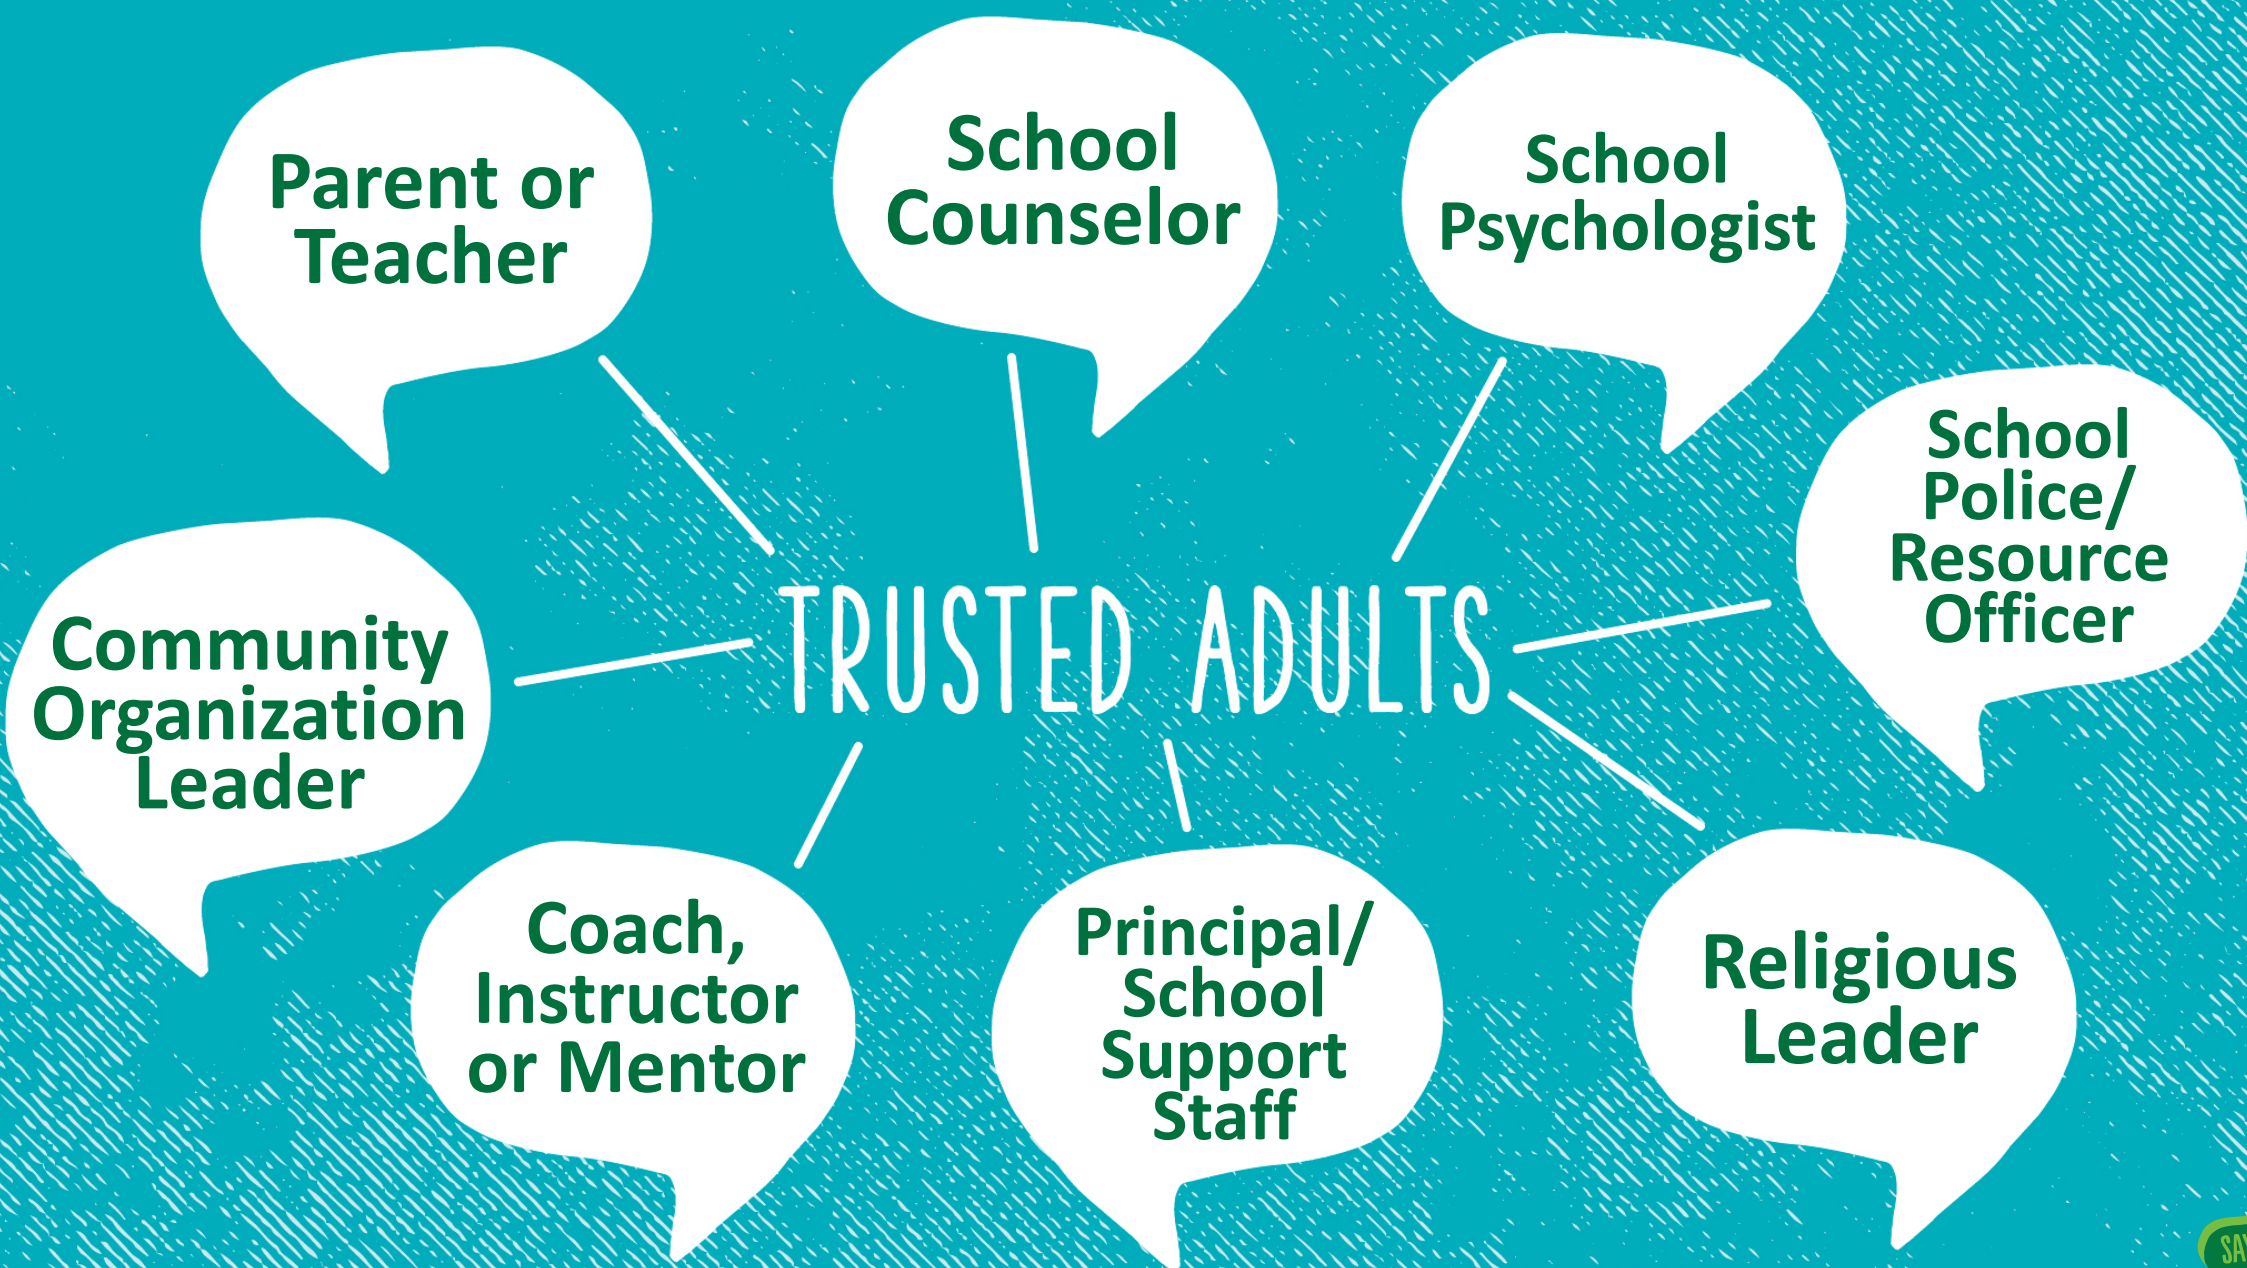 Parent or
Teacher
School
Counselor
School
Psychologist
School
Police/
Resource
Officer
Community
Organization
Leader
TRUSTED ADULTS
Coach,
Instructor
or Mentor
Principal/
School
Support
Staff
Religious
Leader